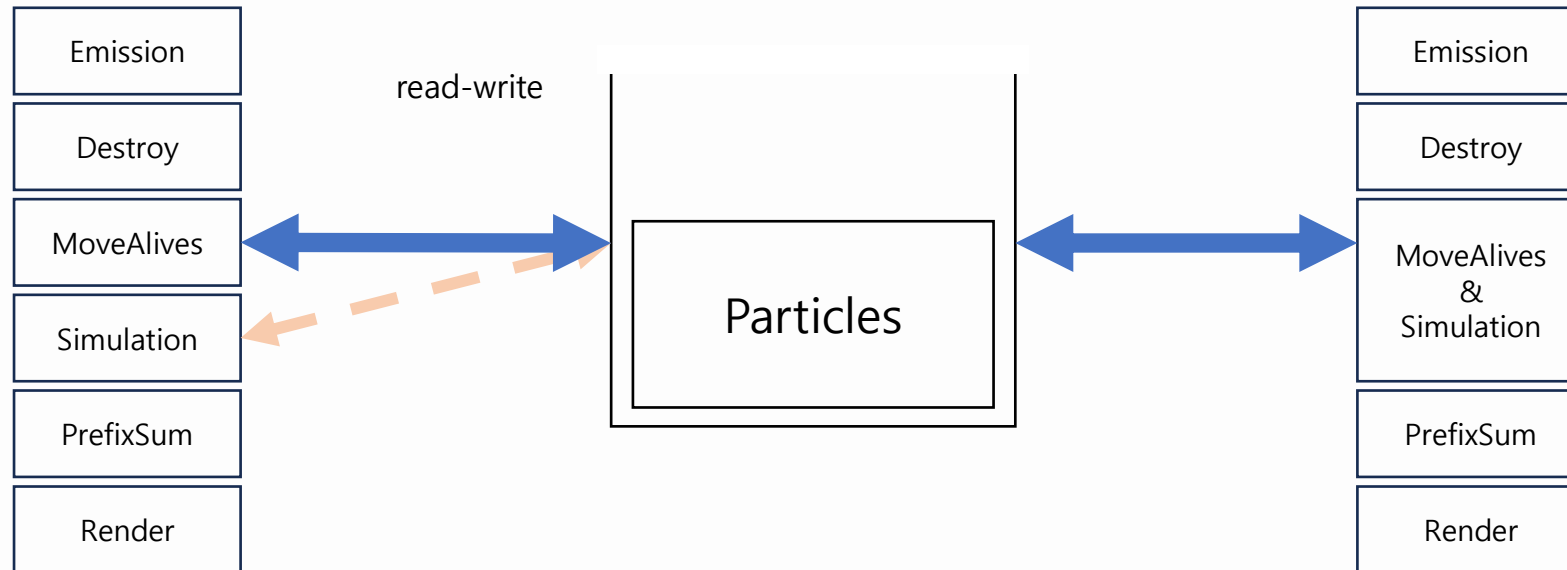 Emission
Destroy
MoveAlives
Simulation
PrefixSum
Render
read-write
Particles
Emission
Destroy
MoveAlives
&
Simulation
PrefixSum
Render